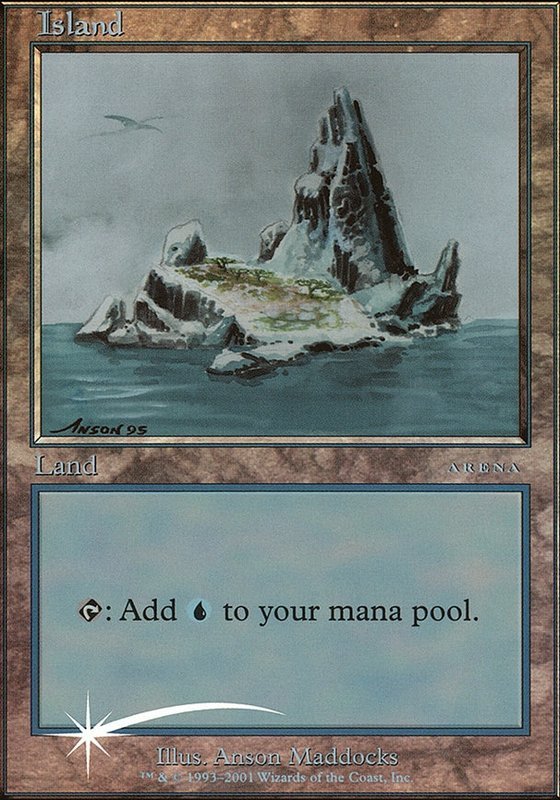 Island
ANSON 95
Land
ARENA
: Add to your mana pool.
Illus. Anson Maddocks
™ & © 1993–2001 Wizards of the Coast, Inc.